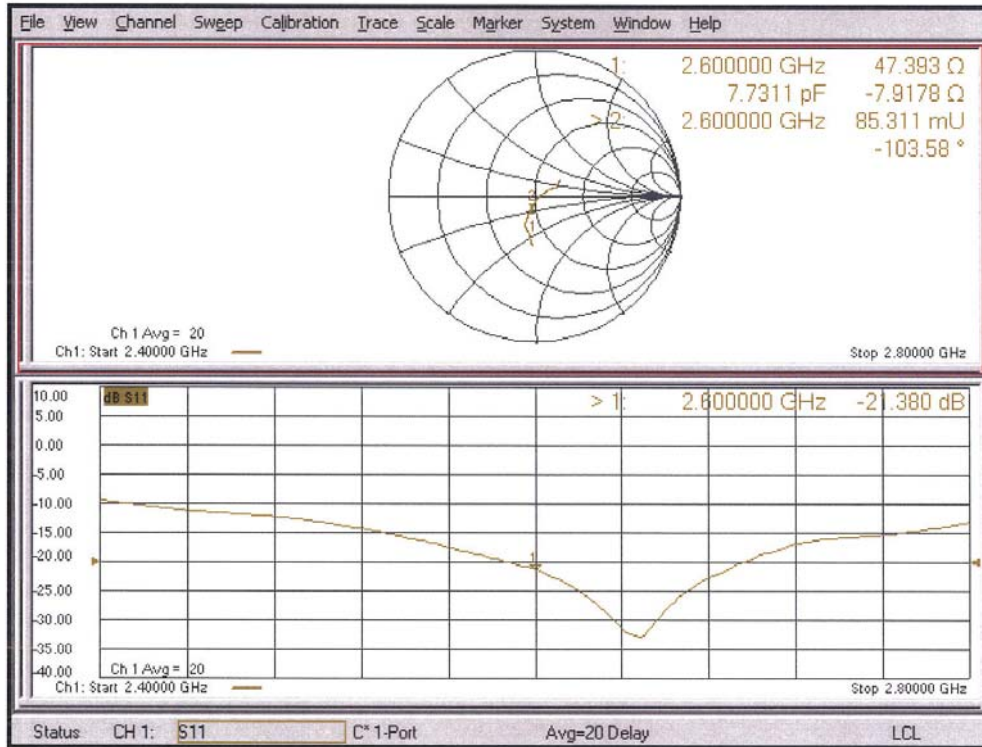 File View Channel Sweep Calibration Trace Scale Marker System Window Help
1: 2.600000 GHz 47.393 Ω
7.7311 pF -7.9178 Ω
> 2: 2.600000 GHz 85.311 mU
-103.58 °
2
1
Ch 1 Avg = 20
Ch1: Start 2.40000 GHz Stop 2.80000 GHz
10.00 dB S11 > 1: 2.600000 GHz -21.380 dB
5.00
0.00
-5.00
-10.00
-15.00
-20.00 1
-25.00
-30.00
-35.00
-40.00 Ch 1 Avg = 20
Ch1: Start 2.40000 GHz Stop 2.80000 GHz
Status CH 1: S11 C* 1-Port Avg=20 Delay LCL